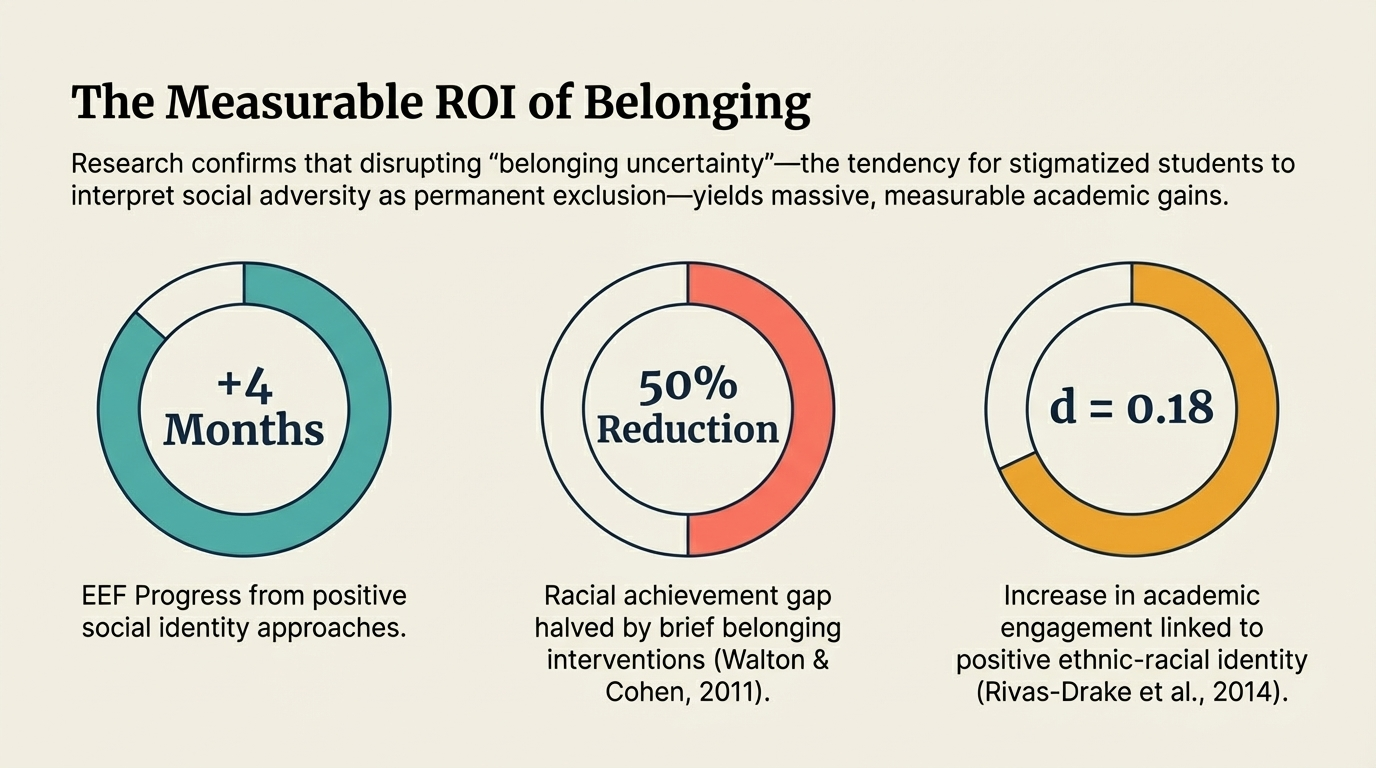 The Measurable ROI of Belonging
Research confirms that disrupting “belonging uncertainty”—the tendency for stigmatized students to
interpret social adversity as permanent exclusion—yields massive, measurable academic gains.
+4
Months
EEF Progress from positive
social identity approaches.
50%
Reduction
Racial achievement gap
halved by brief belonging
interventions (Walton &
Cohen, 2011).
d = 0.18
Increase in academic
engagement linked to
positive ethnic-racial identity
(Rivas-Drake et al., 2014).